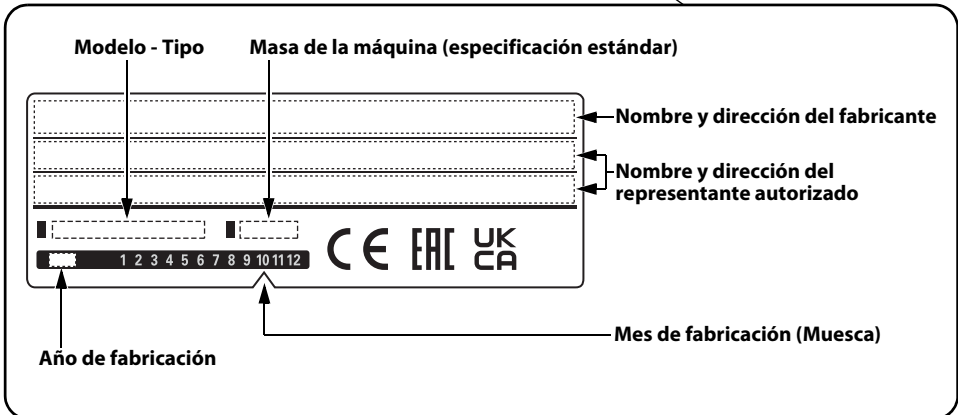 Modelo - Tipo
Masa de la máquina (especificación estándar)
Nombre y dirección del fabricante
Nombre y dirección del
representante autorizado
1 2 3 4 5 6 7 8 9 10 11 12
CE EAC UK
CA
Mes de fabricación (Muesca)
Año de fabricación